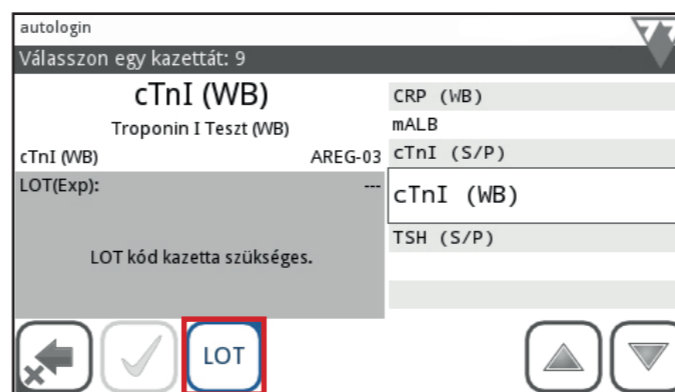 autologin
Válasszon egy kazettát: 9
cTnI (WB)
Troponin I Teszt (WB)
cTnI (WB) AREG-03
LOT(Exp): ---
LOT kód kazetta szükséges.
CRP (WB)
mALB
cTnI (S/P)
cTnI (WB)
TSH (S/P)
LOT